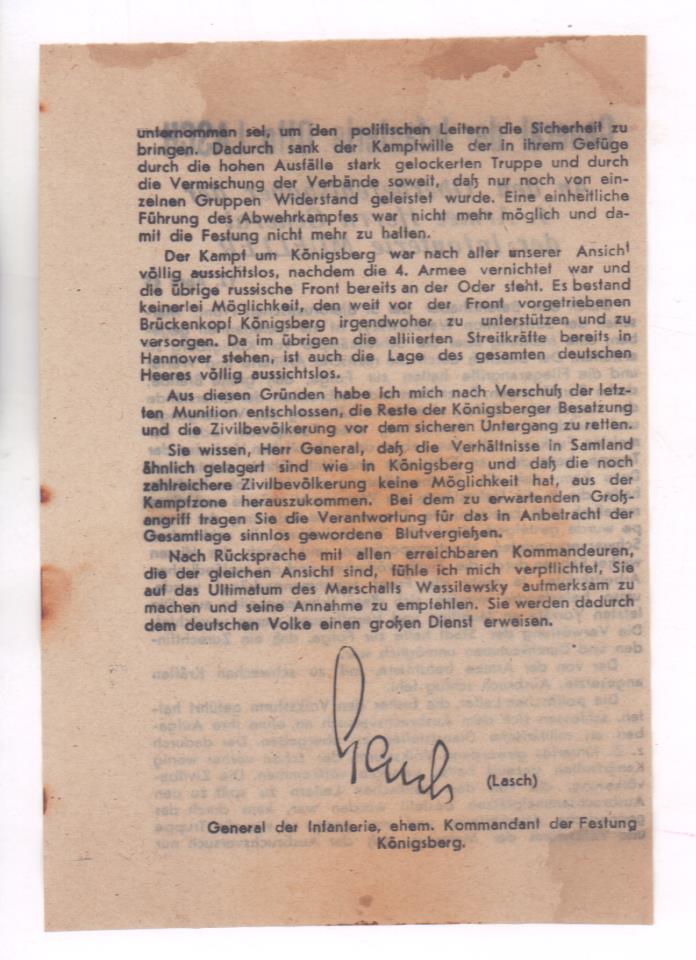 unternommen sei, um den politischen Leitern die Sicherheit zu
bringen. Dadurch sank der Kampfwille der in ihrem Gefüge
durch die hohen Ausfälle stark gelockerten Truppe und durch
die Vermischung der Verbände soweit, daß nur noch von ein-
zelnen Gruppen Widerstand geleistet wurde. Eine einheitliche
Führung des Abwehrkampfes war nicht mehr möglich und da-
mit die Festung nicht mehr zu halten.
Der Kampf um Königsberg war nach aller unserer Ansicht
völlig aussichtslos, nachdem die 4. Armee vernichtet war und
die übrige russische Front bereits an der Oder steht. Es bestand
keinerlei Möglichkeit, den weit vor der Front vorgetriebenen
Brückenkopf Königsberg irgendwoher zu unterstützen und zu
versorgen. Da im übrigen die alliierten Streitkräfte bereits in
Hannover stehen, ist auch die Lage des gesamten deutschen
Heeres völlig aussichtslos.
Aus diesen Gründen habe ich mich nach Verschuß der letz-
ten Munition entschlossen, die Reste der Königsberger Besatzung
und die Zivilbevölkerung vor dem sicheren Untergang zu retten.
Sie wissen, Herr General, daß die Verhältnisse in Samland
ähnlich gelagert sind wie in Königsberg und daß die noch
zahlreichere Zivilbevölkerung keine Möglichkeit hat, aus der
Kampfzone herauszukommen. Bei dem zu erwartenden Groß-
angriff tragen Sie die Verantwortung für das in Anbetracht der
Gesamtlage sinnlos gewordene Blutvergießen.
Nach Rücksprache mit allen erreichbaren Kommandeuren,
die der gleichen Ansicht sind, fühle ich mich verpflichtet, Sie
auf das Ultimatum des Marschalls Wassilewsky aufmerksam zu
machen und seine Annahme zu empfehlen. Sie werden dadurch
dem deutschen Volke einen großen Dienst erweisen.
Lasch
(Lasch)
General der Infanterie, ehem. Kommandant der Festung
Königsberg.